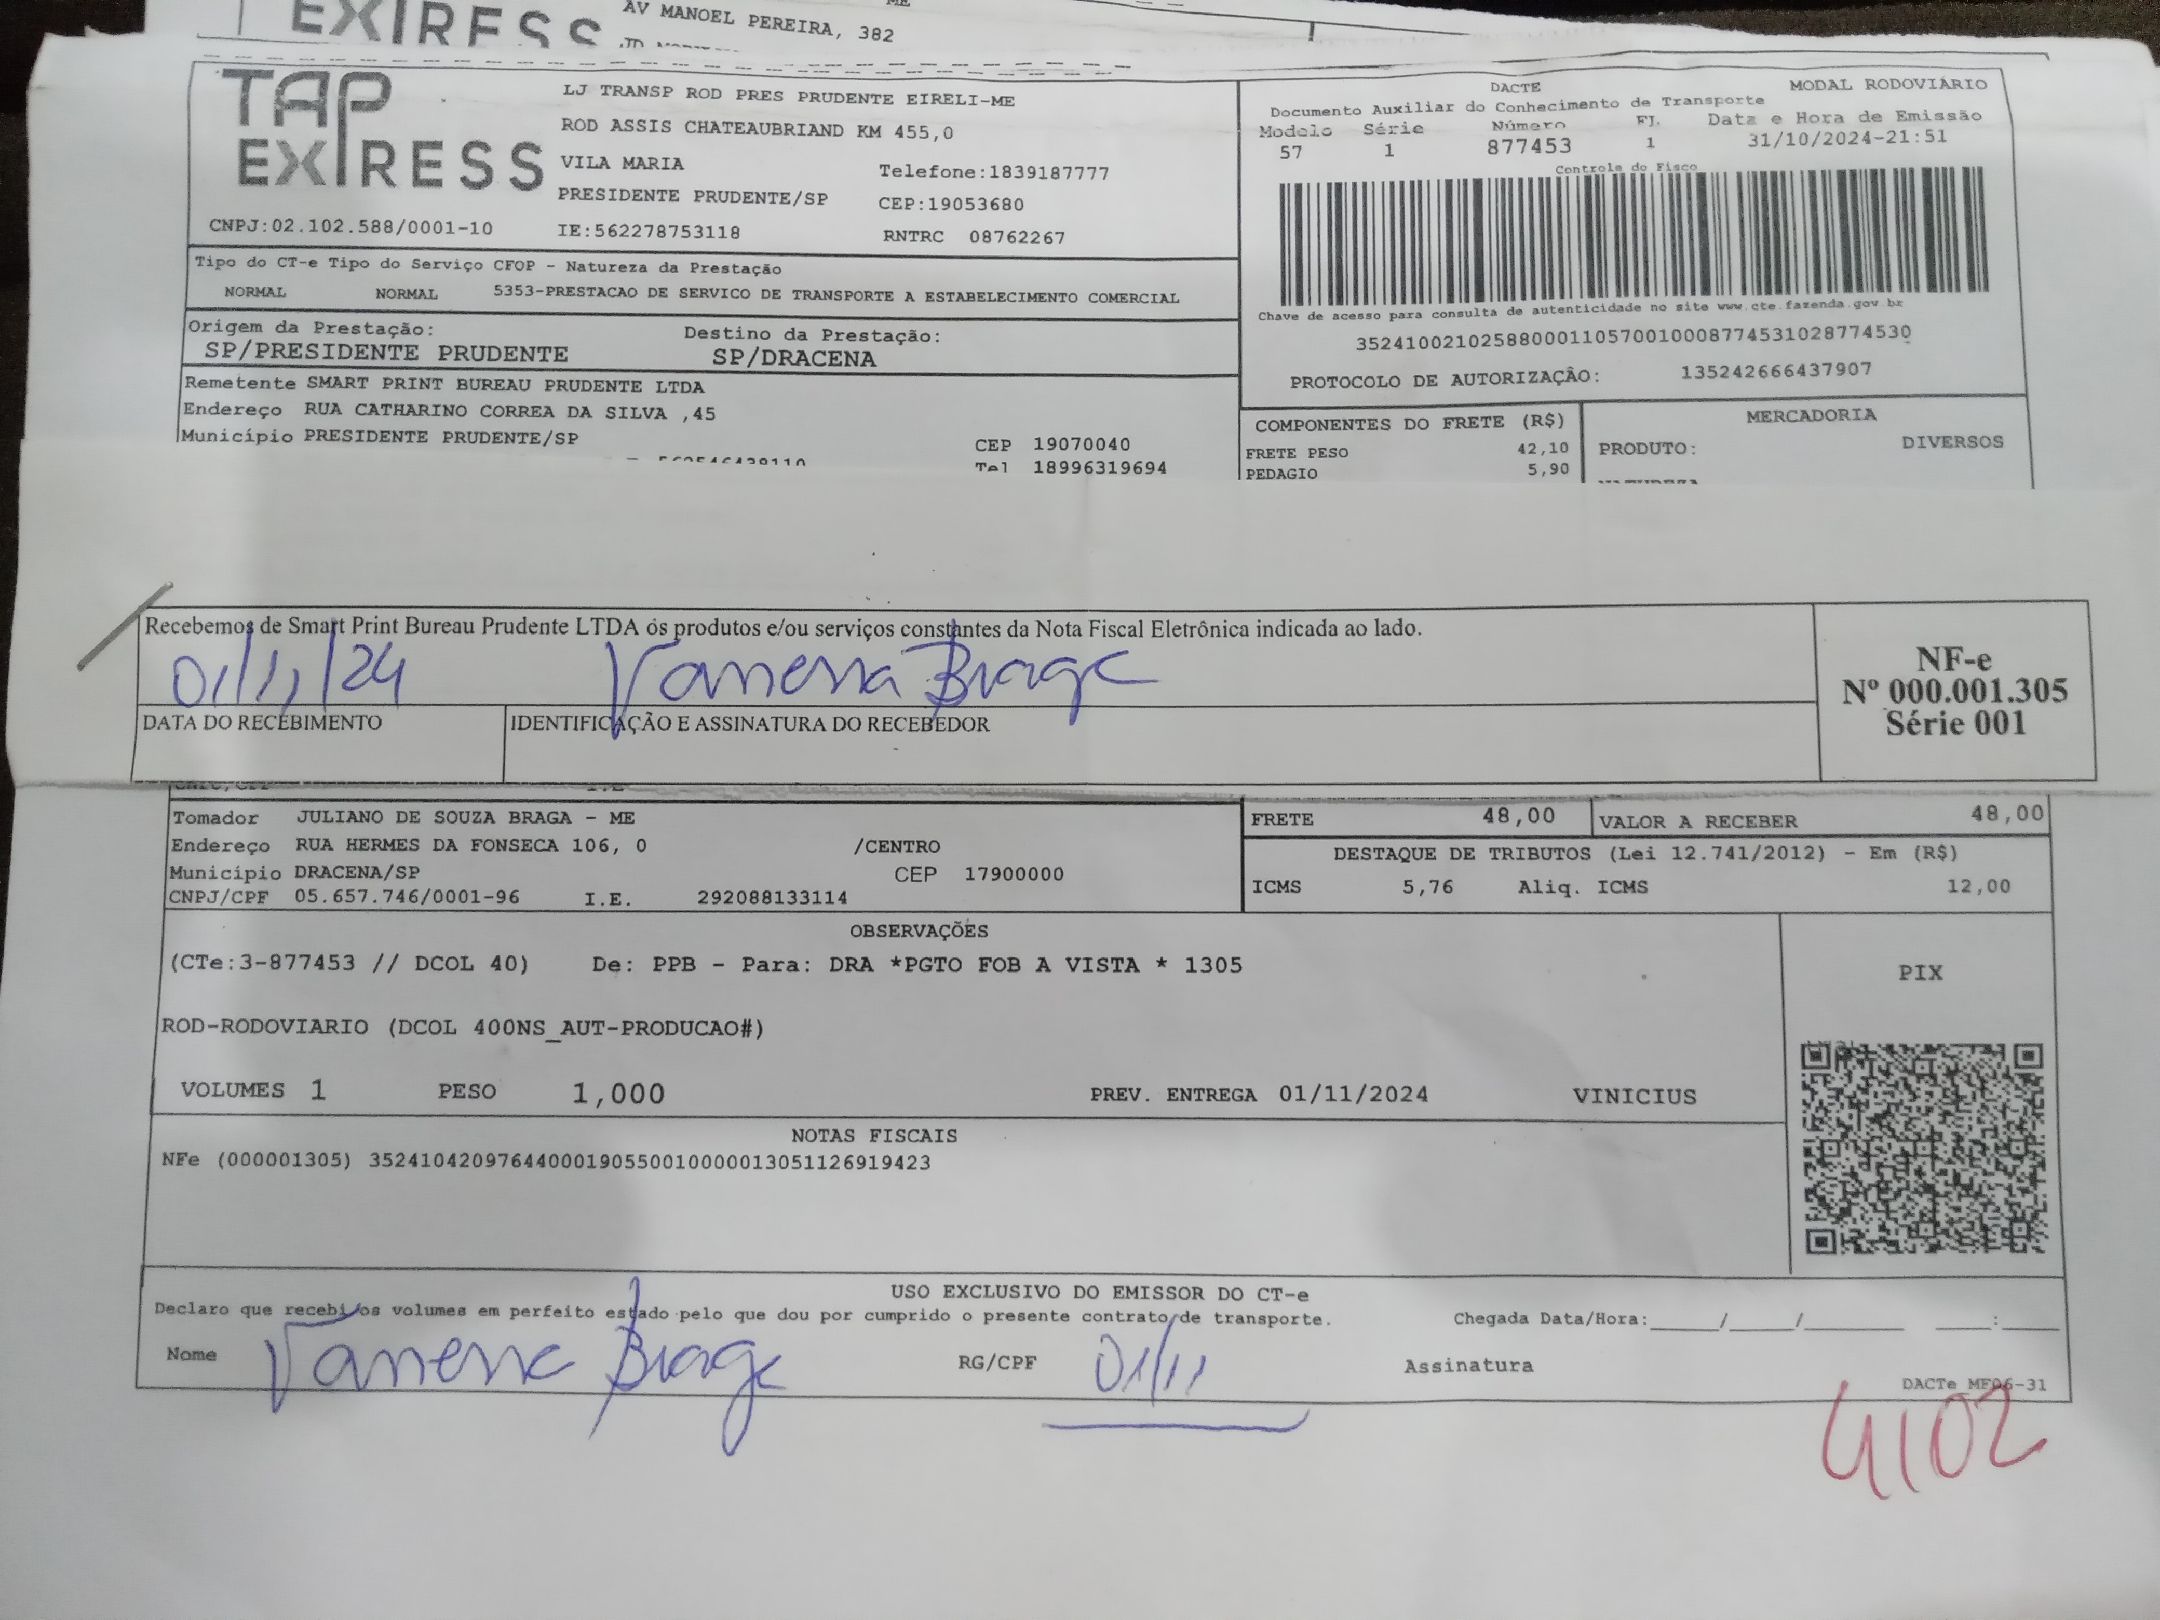 EXPRESS
AV MANOEL PEREIRA, 382
TAP EXPRESS
LJ TRANSP ROD PRES PRUDENTE EIRELI-ME
ROD ASSIS CHATEAUBRIAND KM 455,0
VILA MARIA Telefone:1839187777
PRESIDENTE PRUDENTE/SP CEP:19053680
CNPJ:02.102.588/0001-10 IE:562278753118 RNTRC 08762267
DACTE MODAL RODOVIÁRIO
Documento Auxiliar do Conhecimento de Transporte
Modelo Série Número FJ. Data e Hora de Emissão
57 1 877453 1 31/10/2024-21:51
Controle do Fisco
Chave de acesso para consulta de autenticidade no site www.cte.fazenda.gov.br
35241002102588000110570010008774531028774530
PROTOCOLO DE AUTORIZAÇÃO: 135242666437907
Tipo do CT-e Tipo do Serviço CFOP - Natureza da Prestação
NORMAL NORMAL 5353-PRESTACAO DE SERVICO DE TRANSPORTE A ESTABELECIMENTO COMERCIAL
Origem da Prestação: Destino da Prestação:
SP/PRESIDENTE PRUDENTE SP/DRACENA
Remetente SMART PRINT BUREAU PRUDENTE LTDA
Endereço RUA CATHARINO CORREA DA SILVA ,45
Município PRESIDENTE PRUDENTE/SP CEP 19070040
Tel 18996319694
COMPONENTES DO FRETE (R$) MERCADORIA
FRETE PESO 42,10 PRODUTO: DIVERSOS
PEDAGIO 5,90
Recebemos de Smart Print Bureau Prudente LTDA os produtos e/ou serviços constantes da Nota Fiscal Eletrônica indicada ao lado.
01/11/24 Vanessa Braga
DATA DO RECEBIMENTO IDENTIFICAÇÃO E ASSINATURA DO RECEBEDOR
NF-e
Nº 000.001.305
Série 001
Tomador JULIANO DE SOUZA BRAGA - ME
Endereço RUA HERMES DA FONSECA 106, 0 /CENTRO
Município DRACENA/SP CEP 17900000
CNPJ/CPF 05.657.746/0001-96 I.E. 292088133114
FRETE 48,00 VALOR A RECEBER 48,00
DESTAQUE DE TRIBUTOS (Lei 12.741/2012) - Em (R$)
ICMS 5,76 Aliq. ICMS 12,00
OBSERVAÇÕES
(CTe:3-877453 // DCOL 40) De: PPB - Para: DRA *PGTO FOB A VISTA * 1305
PIX
ROD-RODOVIARIO (DCOL 400NS_AUT-PRODUCAO#)
VOLUMES 1 PESO 1,000 PREV. ENTREGA 01/11/2024 VINICIUS
NOTAS FISCAIS
NFe (000001305) 35241042097644000190550010000013051126919423
USO EXCLUSIVO DO EMISSOR DO CT-e
Declaro que recebi os volumes em perfeito estado pelo que dou por cumprido o presente contrato de transporte. Chegada Data/Hora:____/____/____ ___:___
Nome Vanessa Braga RG/CPF 01/11 Assinatura
DACTe_MF06-31
4102